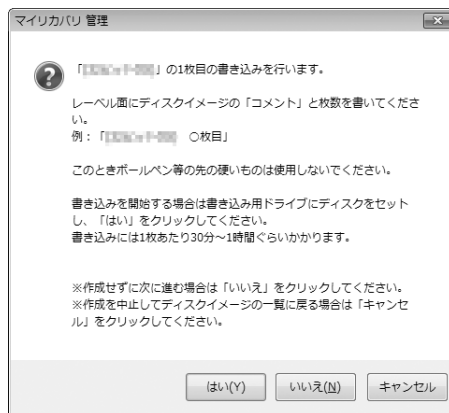 マイリカバリ 管理
「」の1枚目の書き込みを行います。
レーベル面にディスクイメージの「コメント」と枚数を書いてくださ
い。
例：「　○枚目」
このときボールペン等の先の硬いものは使用しないでください。
書き込みを開始する場合は書き込み用ドライブにディスクをセット
し、「はい」をクリックしてください。
書き込みには1枚あたり30分～1時間ぐらいかかります。
※作成せずに次に進む場合は「いいえ」をクリックしてください。
※作成を中止してディスクイメージの一覧に戻る場合は「キャンセ
ル」をクリックしてください。
はい(Y)　いいえ(N)　キャンセル